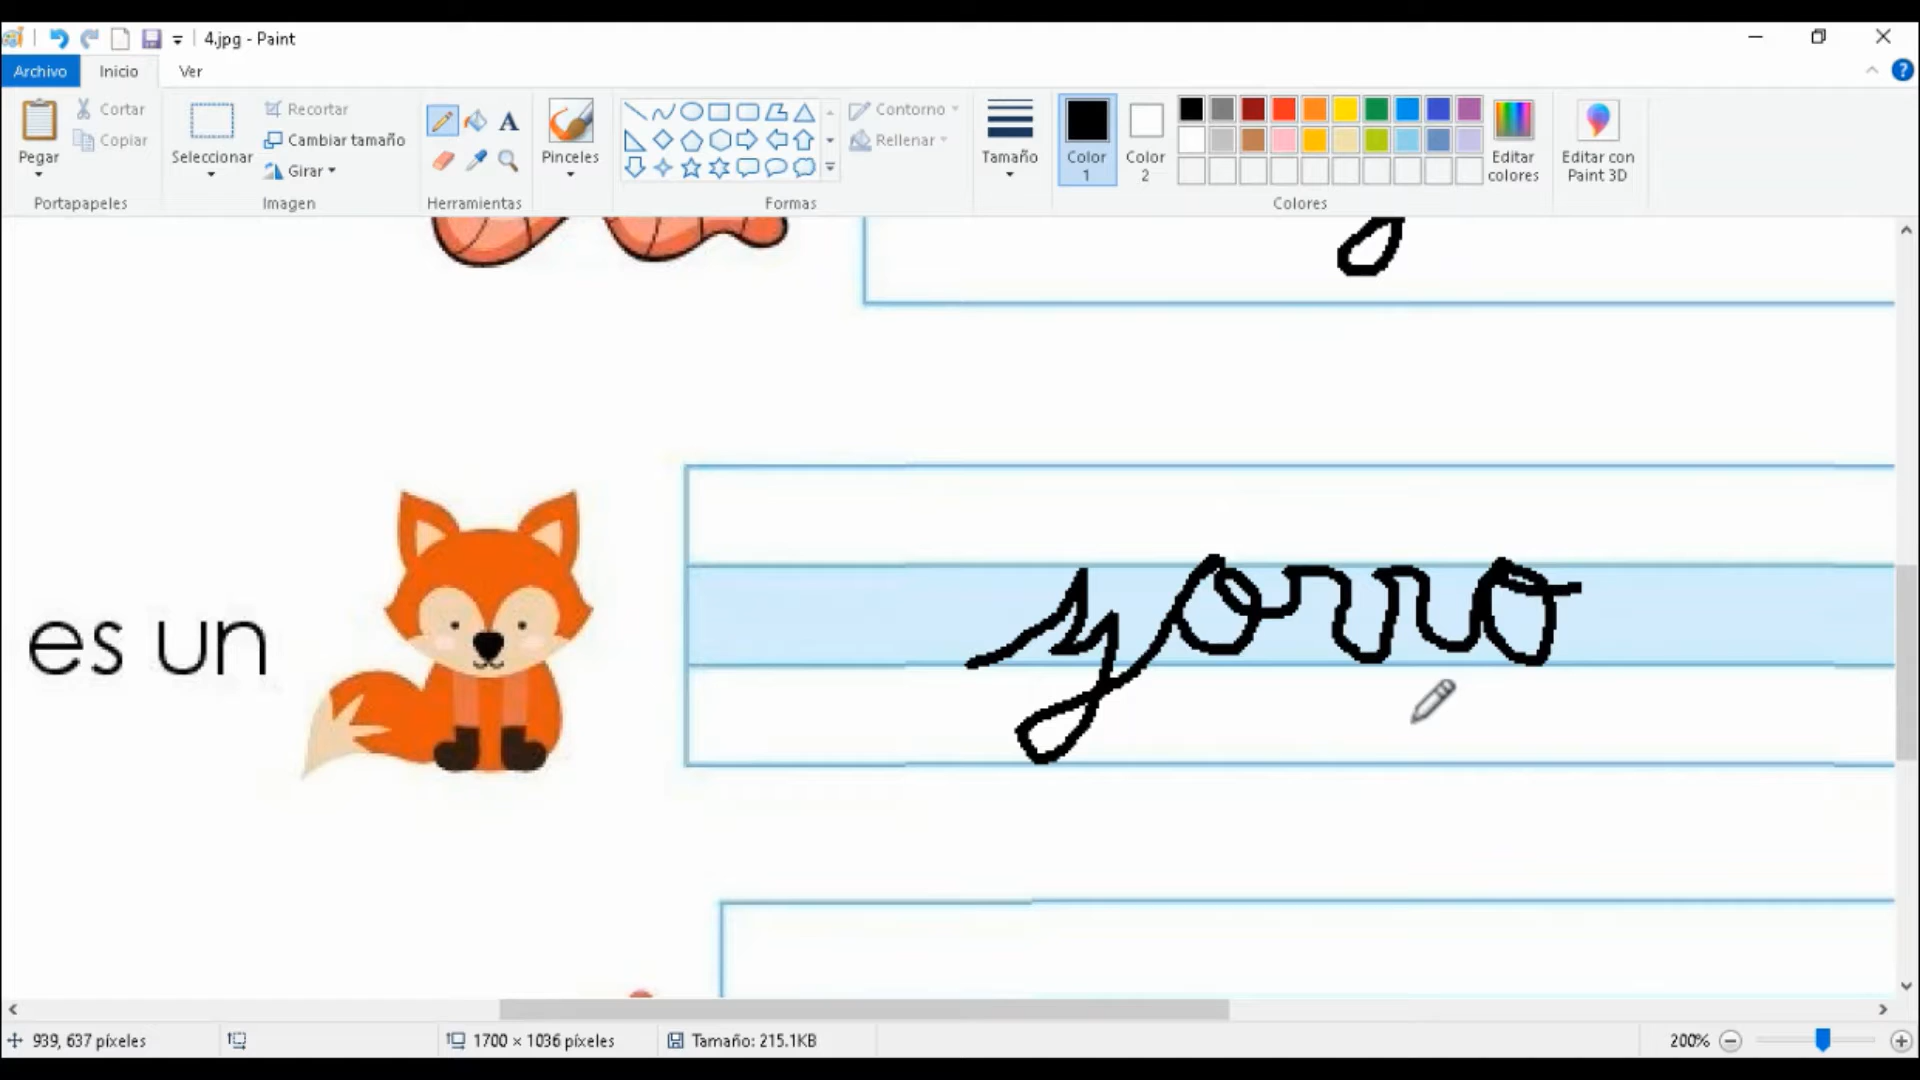 4.jpg - Paint
Archivo Inicio Ver
Pegar
Cortar
Copiar
Portapapeles
Seleccionar
Recortar
Cambiar tamaño
Girar
Imagen
A
Herramientas
Pinceles
Formas
Contorno
Rellenar
Tamaño
Color 1
Color 2
Colores
Editar colores
Editar con Paint 3D
es un zorro
939, 637 píxeles
1700 × 1036 píxeles
Tamaño: 215.1KB
200%